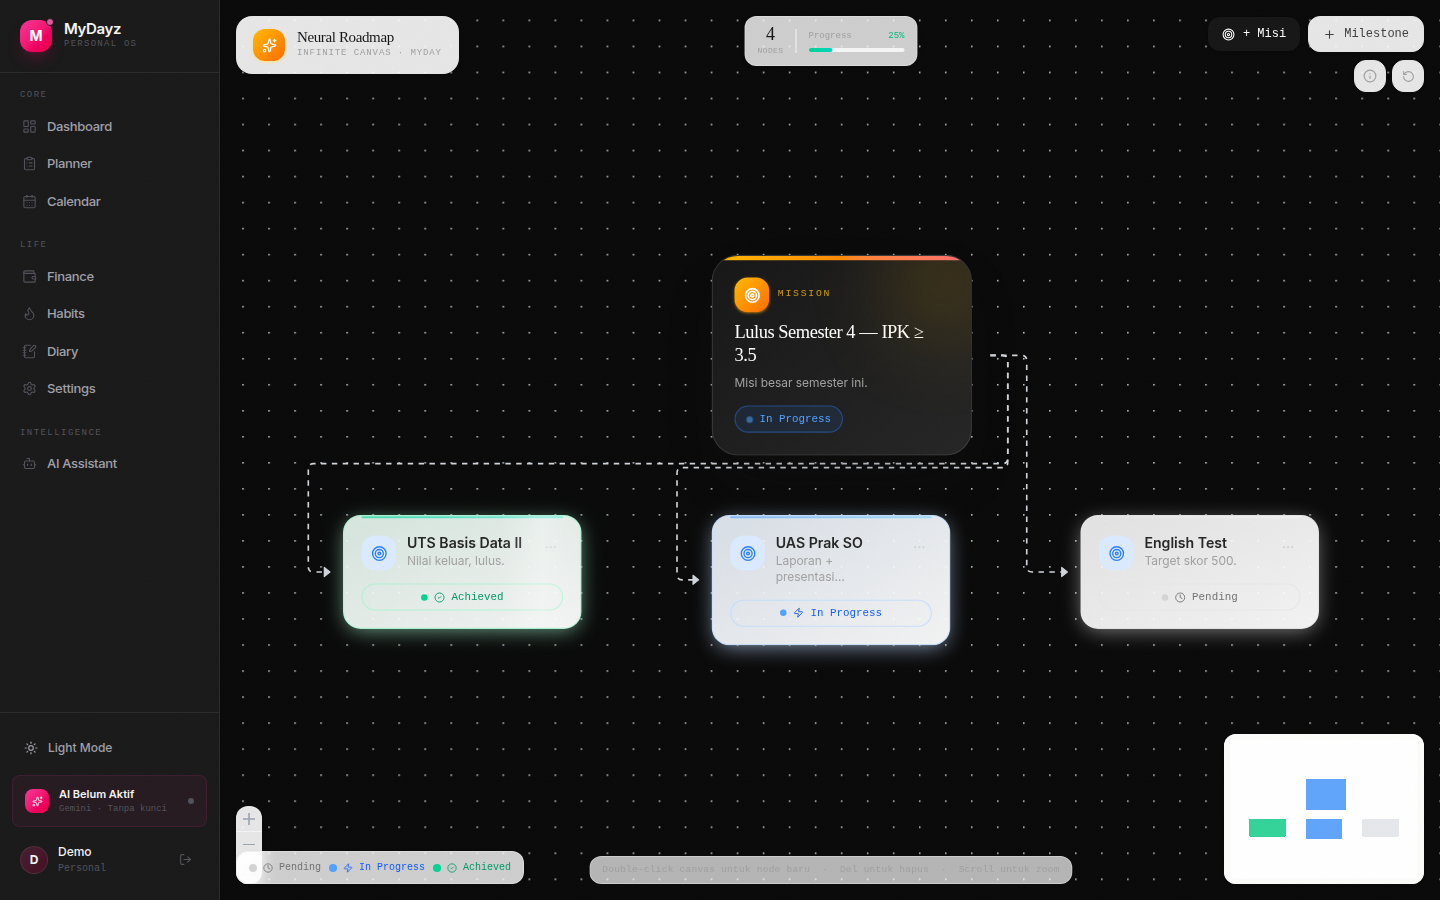 M
MyDayz
PERSONAL OS
CORE
Dashboard
Planner
Calendar
LIFE
Finance
Habits
Diary
Settings
INTELLIGENCE
AI Assistant
Light Mode
AI Belum Aktif
Gemini · Tanpa kunci
D
Demo
Personal
Neural Roadmap
INFINITE CANVAS · MYDAY
4
NODES
Progress
25%
+ Misi
Milestone
MISSION
Lulus Semester 4 — IPK ≥
3.5
Misi besar semester ini.
In Progress
UTS Basis Data II
...
Nilai keluar, lulus.
Achieved
UAS Prak SO
...
Laporan +
presentasi...
In Progress
English Test
...
Target skor 500.
Pending
Pending
In Progress
Achieved
Double-click canvas untuk node baru · Del untuk hapus · Scroll untuk zoom